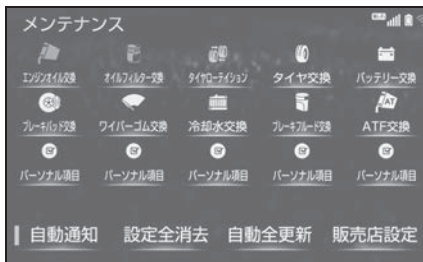 メンテナンス
エンジンオイル交換 オイルフィルター交換 タイヤローテイション タイヤ交換 バッテリー交換
ブレーキパッド交換 ワイパーゴム交換 冷却水交換 ブレーキフルード交換 ATF交換
パーソナル項目 パーソナル項目 パーソナル項目 パーソナル項目 パーソナル項目
自動通知 設定全消去 自動全更新 販売店設定